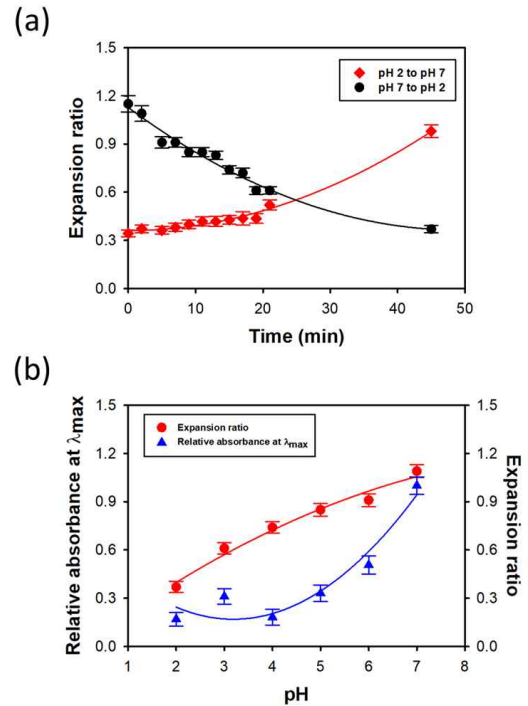 (a)
1.5
1.2
0.9
0.6
0.3
0.0
Expansion ratio
pH 2 to pH 7
pH 7 to pH 2
0 10 20 30 40 50
Time (min)
(b)
1.5
1.2
0.9
0.6
0.3
0.0
Relative absorbance at λmax
Expansion ratio
Relative absorbance at λmax
1.5
1.2
0.9
0.6
0.3
0.0
Expansion ratio
1 2 3 4 5 6 7 8
pH